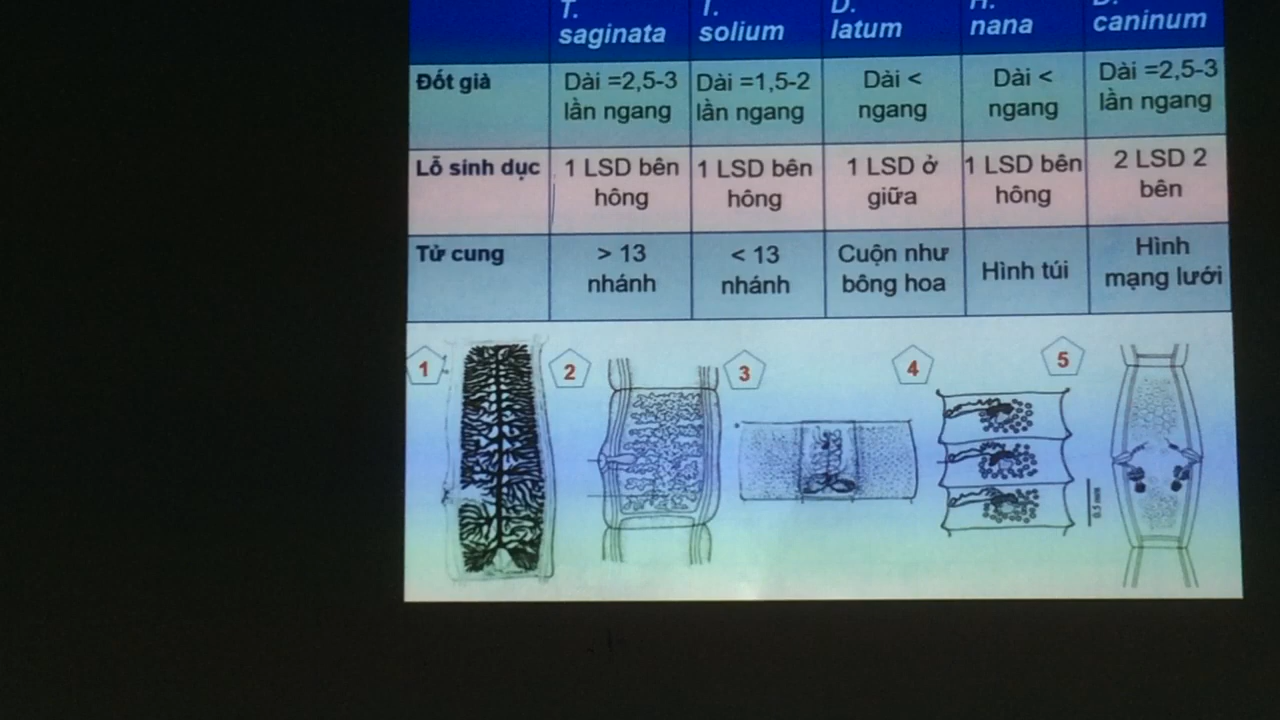 T. T. D. H. D.
saginata solium latum nana caninum
Đốt già Dài =2,5-3 Dài =1,5-2 Dài < Dài < Dài =2,5-3
lần ngang lần ngang ngang ngang lần ngang
Lỗ sinh dục 1 LSD bên 1 LSD bên 1 LSD ở 1 LSD bên 2 LSD 2
hông hông giữa hông bên
Tử cung > 13 < 13 Cuộn như Hình túi Hình
nhánh nhánh bông hoa mạng lưới
1 2 3 4 5
0.5 mm